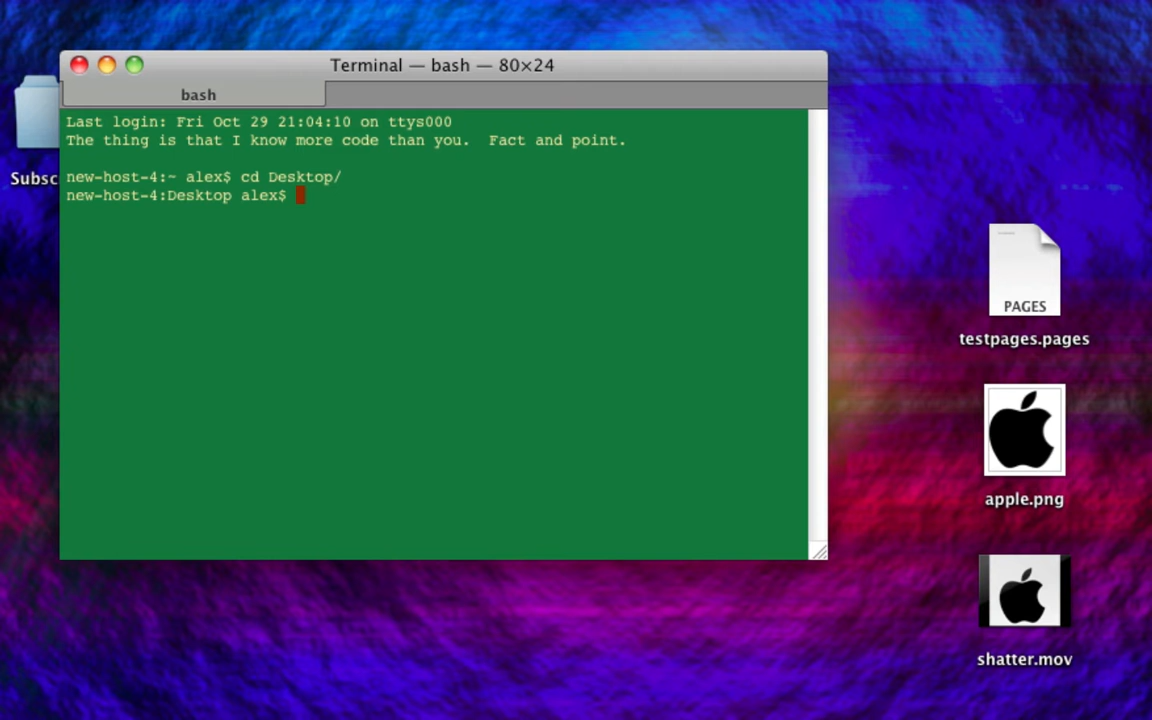 Terminal — bash — 80×24
bash
Last login: Fri Oct 29 21:04:10 on ttys000
The thing is that I know more code than you.  Fact and point.
new-host-4:~ alex$ cd Desktop/
new-host-4:Desktop alex$
Subsc
PAGES
testpages.pages
apple.png
shatter.mov